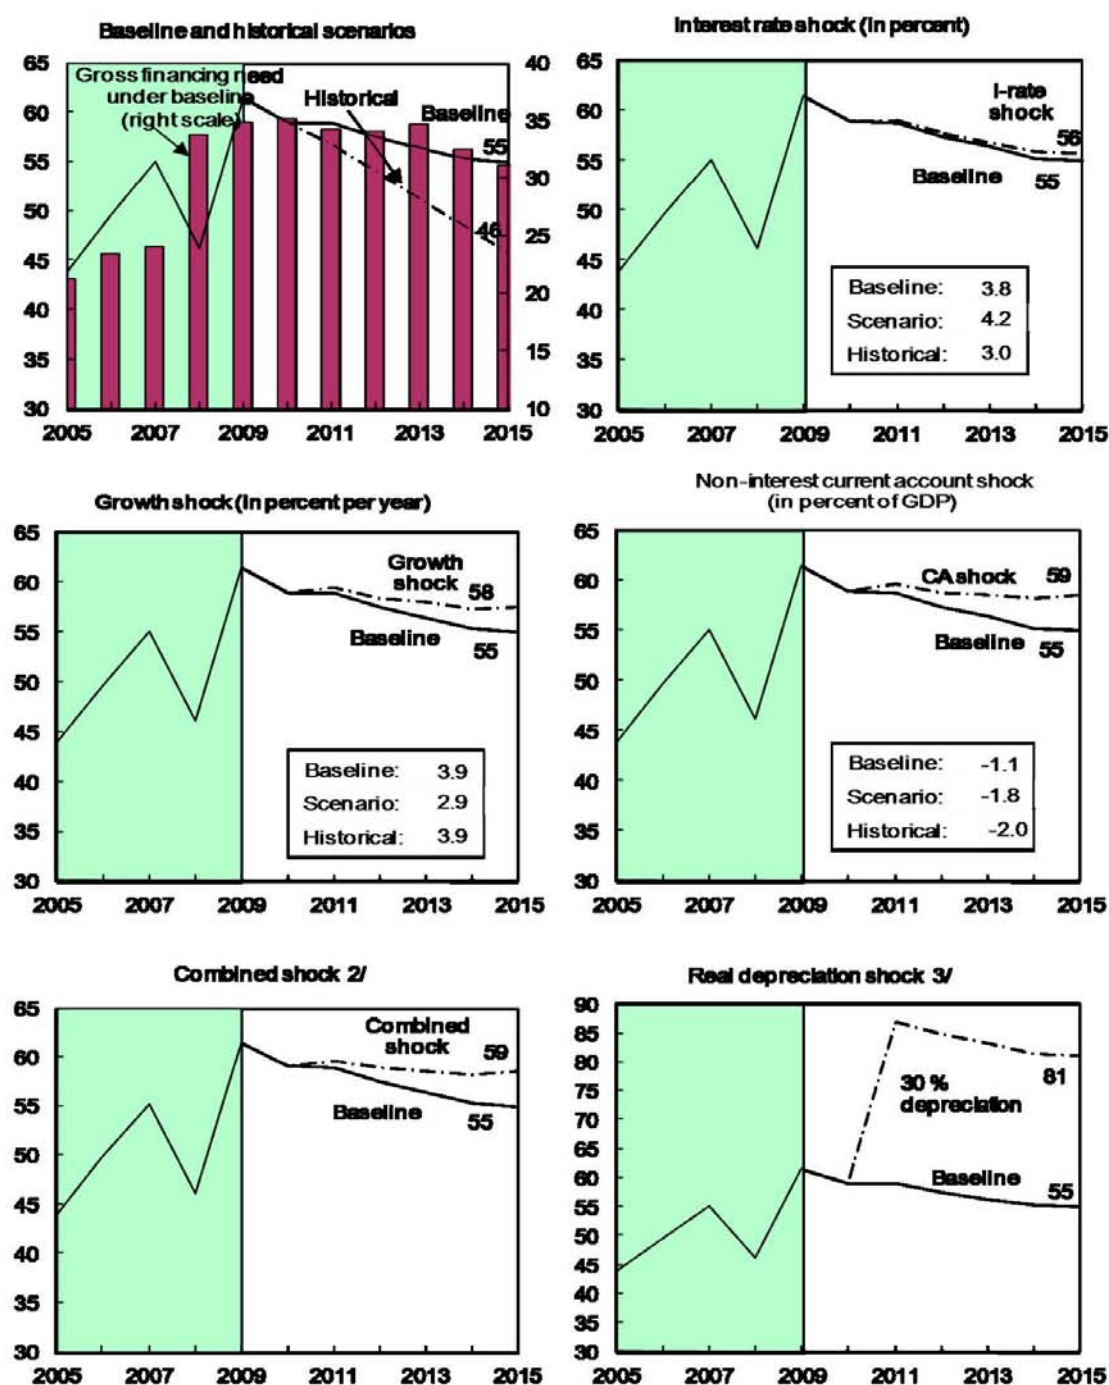 Baseline and historical scenarios
65
60
55
50
45
40
35
30
40
35
30
25
20
15
10
Gross financing need
under baseline
(right scale)
Historical
Baseline
55
46
2005 2007 2009 2011 2013 2015
Interest rate shock (In percent)
65
60
55
50
45
40
35
30
I-rate
shock
56
Baseline
55
Baseline: 3.8
Scenario: 4.2
Historical: 3.0
2005 2007 2009 2011 2013 2015
Growth shock (In percent per year)
65
60
55
50
45
40
35
30
Growth
shock 58
Baseline
55
Baseline: 3.9
Scenario: 2.9
Historical: 3.9
2005 2007 2009 2011 2013 2015
Non-interest current account shock
(in percent of GDP)
65
60
55
50
45
40
35
30
CA shock 59
Baseline
55
Baseline: -1.1
Scenario: -1.8
Historical: -2.0
2005 2007 2009 2011 2013 2015
Combined shock 2/
65
60
55
50
45
40
35
30
Combined
shock 59
Baseline
55
2005 2007 2009 2011 2013 2015
Real depreciation shock 3/
90
85
80
75
70
65
60
55
50
45
40
35
30
30 %
depreciation
81
Baseline
55
2005 2007 2009 2011 2013 2015